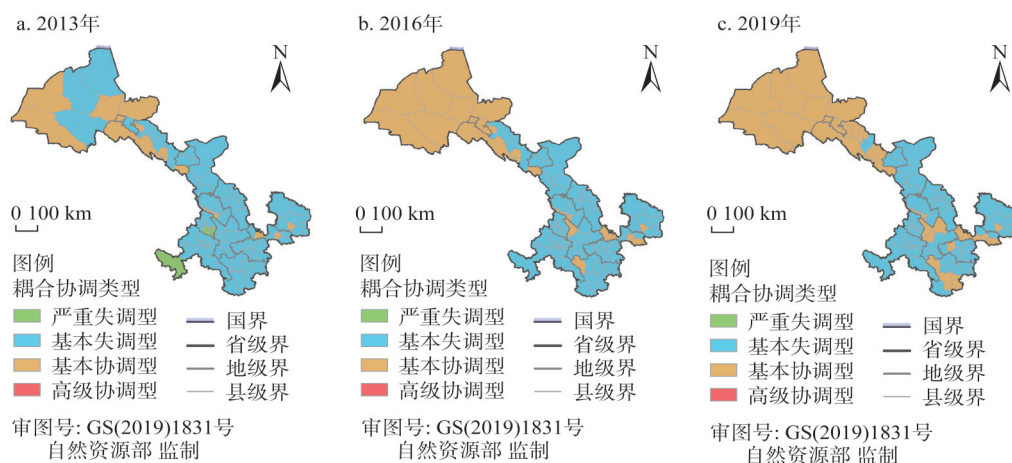 a. 2013年
N
0 100 km
图例
耦合协调类型
严重失调型
基本失调型
基本协调型
高级协调型
国界
省级界
地级界
县级界
审图号: GS(2019)1831号
自然资源部 监制
b. 2016年
N
0 100 km
图例
耦合协调类型
严重失调型
基本失调型
基本协调型
高级协调型
国界
省级界
地级界
县级界
审图号: GS(2019)1831号
自然资源部 监制
c. 2019年
N
0 100 km
图例
耦合协调类型
严重失调型
基本失调型
基本协调型
高级协调型
国界
省级界
地级界
县级界
审图号: GS(2019)1831号
自然资源部 监制